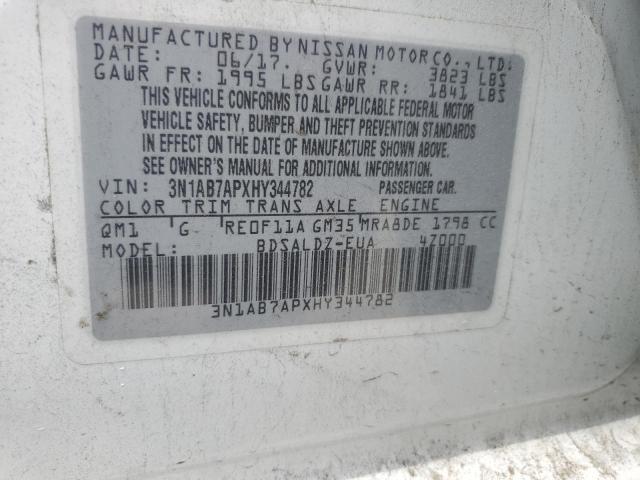 MANUFACTURED BY NISSAN MOTOR CO., LTD.
DATE: 06/17. GVWR: 3823 LBS
GAWR FR: 1995 LBS GAWR RR: 1841 LBS
THIS VEHICLE CONFORMS TO ALL APPLICABLE FEDERAL MOTOR
VEHICLE SAFETY, BUMPER AND THEFT PREVENTION STANDARDS
IN EFFECT ON THE DATE OF MANUFACTURE SHOWN ABOVE.
SEE OWNER'S MANUAL FOR ADDITIONAL INFORMATION.
VIN: 3N1AB7APXHY344782 PASSENGER CAR.
COLOR TRIM TRANS AXLE ENGINE
QM1 G RE0F11A GM35 MRA8DE 1798 CC
MODEL: BDSALDZ-EUA 4Z000
3N1AB7APXHY344782